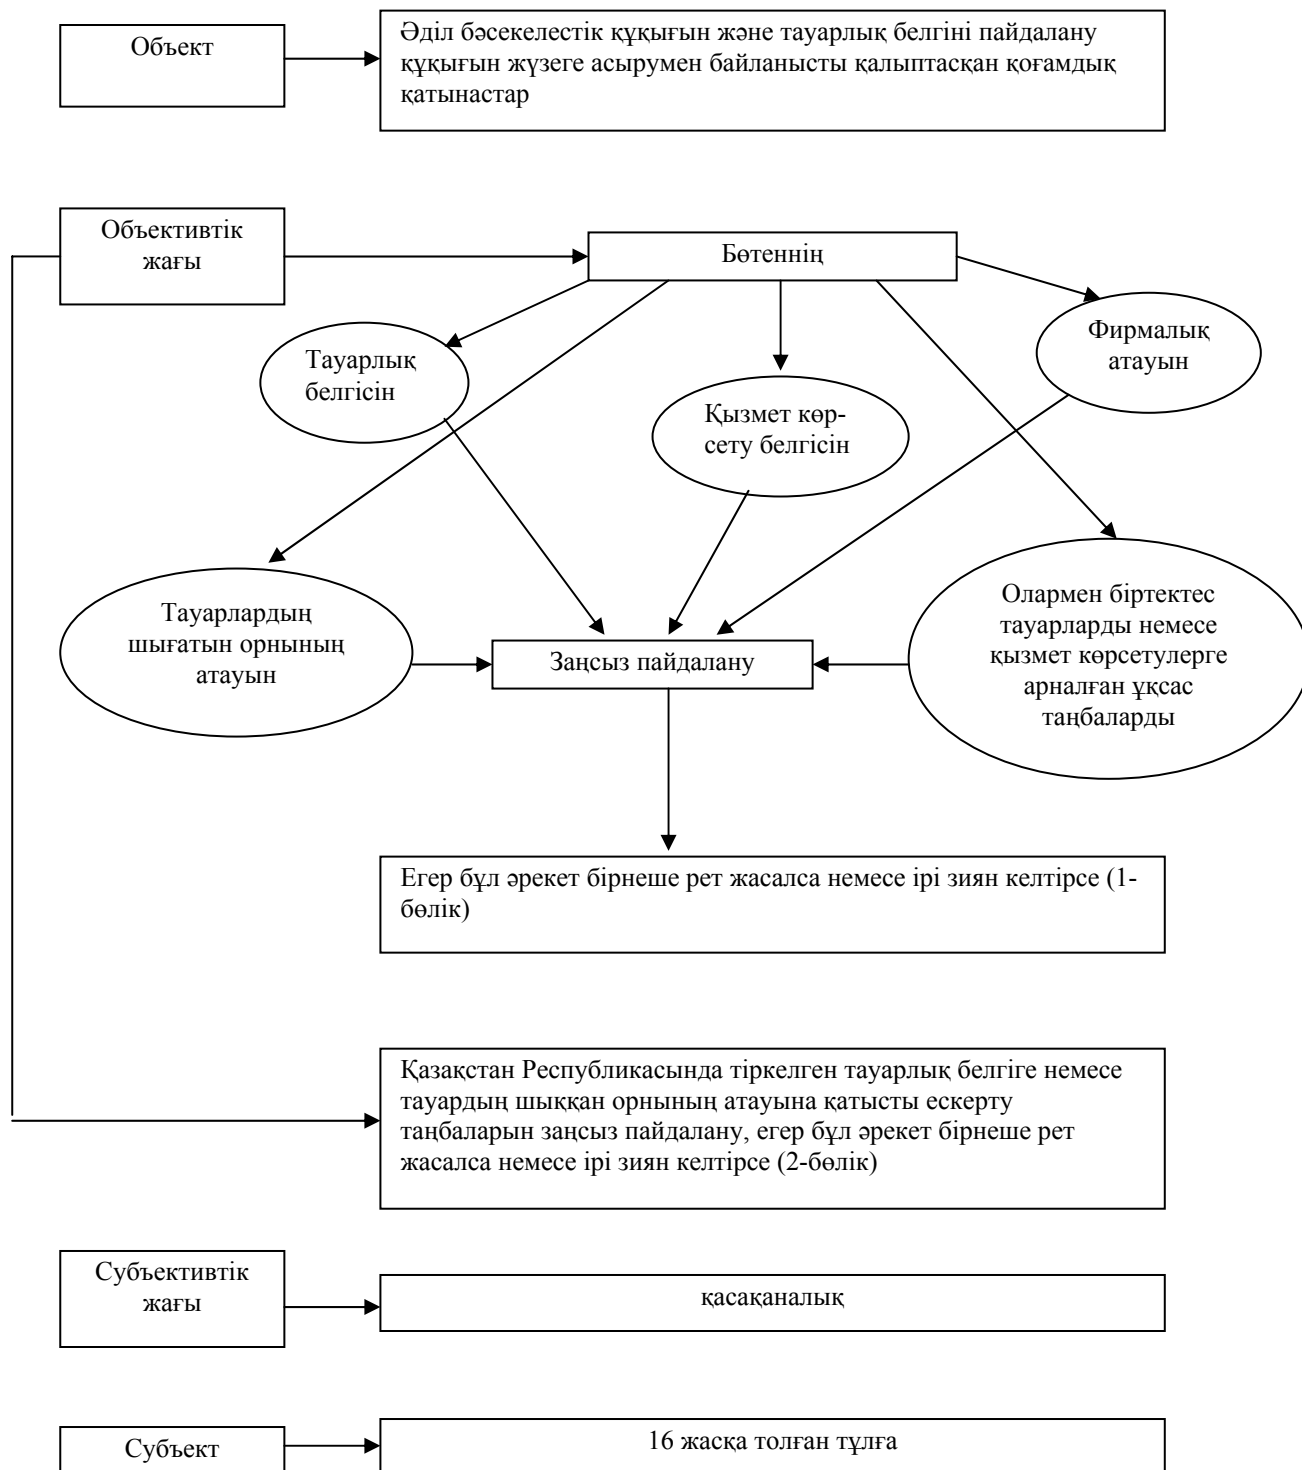 Объект
Әділ бәсекелестік құқығын және тауарлық белгіні пайдалану
құқығын жүзеге асырумен байланысты қалыптасқан қоғамдық
қатынастар
Объективтік
жағы
Бөтеннің
Тауарлық
белгісін
Қызмет көр-
сету белгісін
Фирмалық
атауын
Тауарлардың
шығатын орнының
атауын
Заңсыз пайдалану
Олармен біртектес
тауарларды немесе
қызмет көрсетулерге
арналған ұқсас
таңбаларды
Егер бұл әрекет бірнеше рет жасалса немесе ірі зиян келтірсе (1-
бөлік)
Қазақстан Республикасында тіркелген тауарлық белгіге немесе
тауардың шыққан орнының атауына қатысты ескерту
таңбаларын заңсыз пайдалану, егер бұл әрекет бірнеше рет
жасалса немесе ірі зиян келтірсе (2-бөлік)
Субъективтік
жағы
қасақаналық
Субъект
16 жасқа толған тұлға